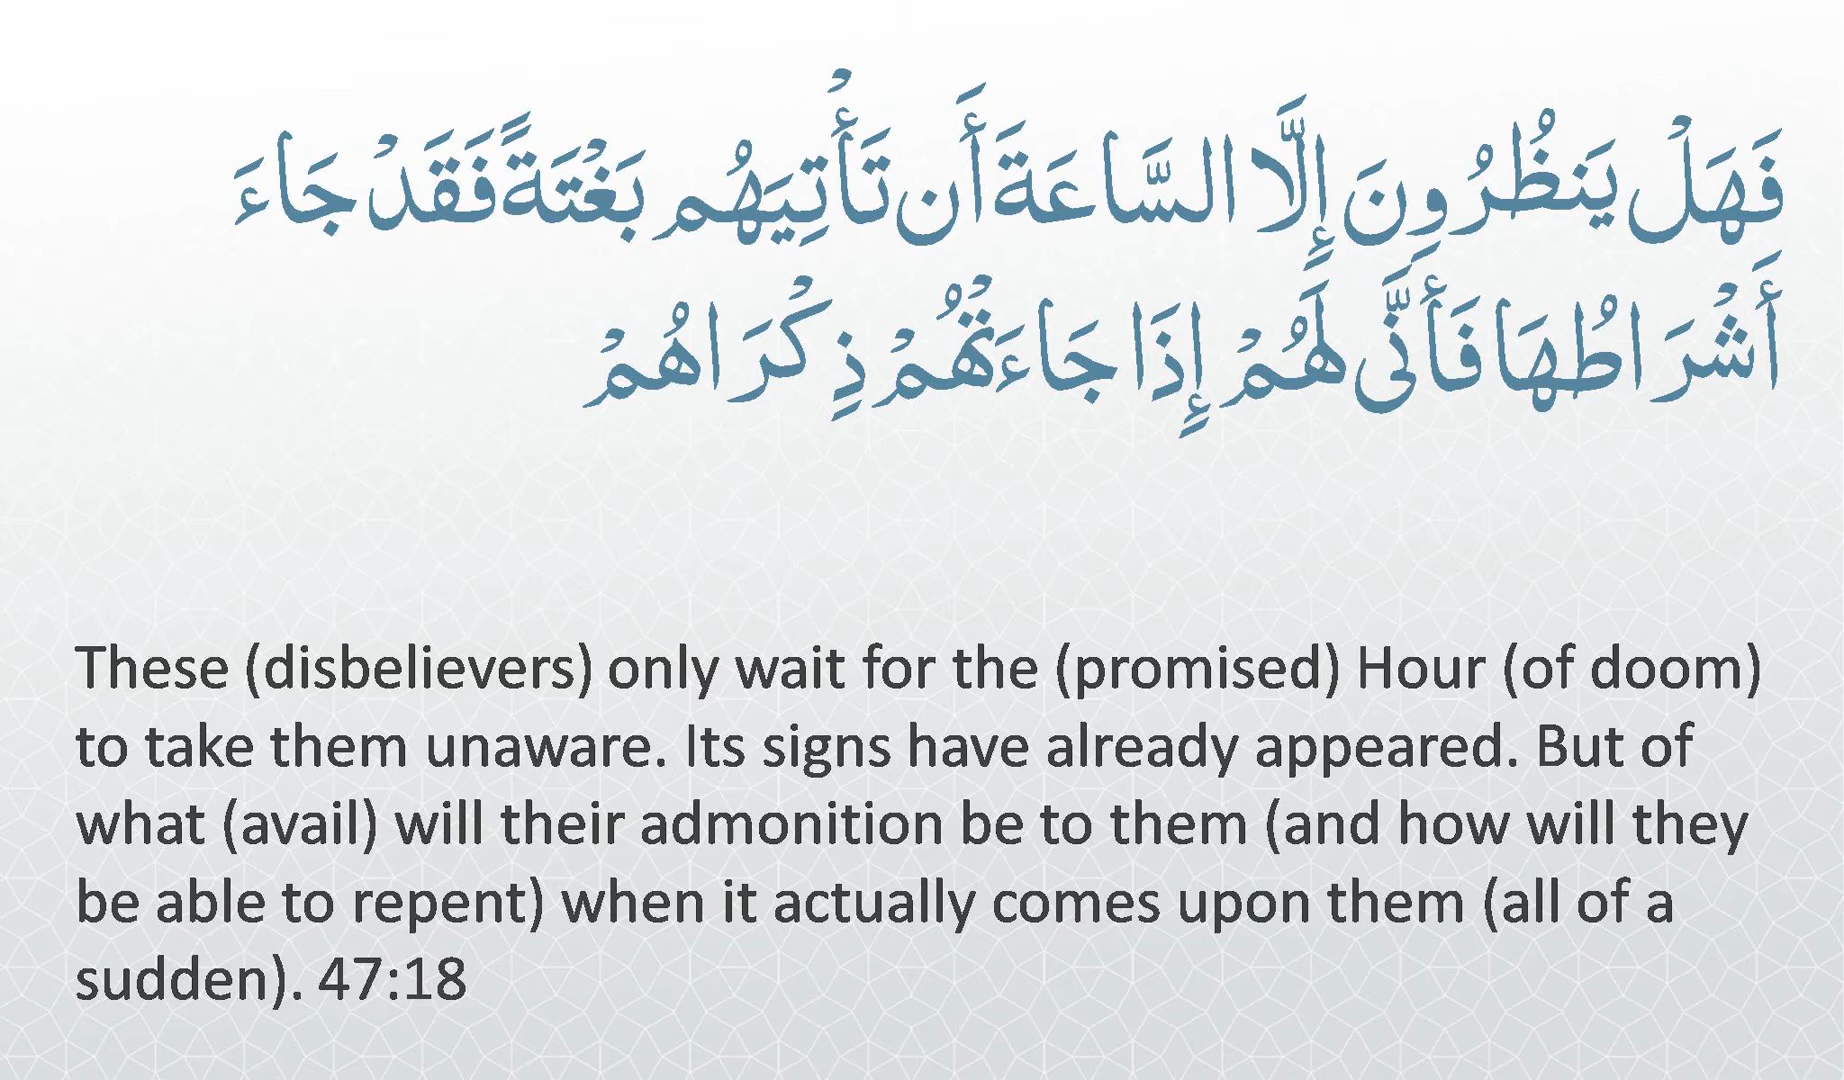 فَهَلْ يَنظُرُونَ إِلَّا السَّاعَةَ أَن تَأْتِيَهُم بَغْتَةً فَقَدْ جَاءَ
أَشْرَاطُهَا فَأَنَّى لَهُمْ إِذَا جَاءَتْهُمْ ذِكْرَاهُمْ
These (disbelievers) only wait for the (promised) Hour (of doom)
to take them unaware. Its signs have already appeared. But of
what (avail) will their admonition be to them (and how will they
be able to repent) when it actually comes upon them (all of a
sudden). 47:18